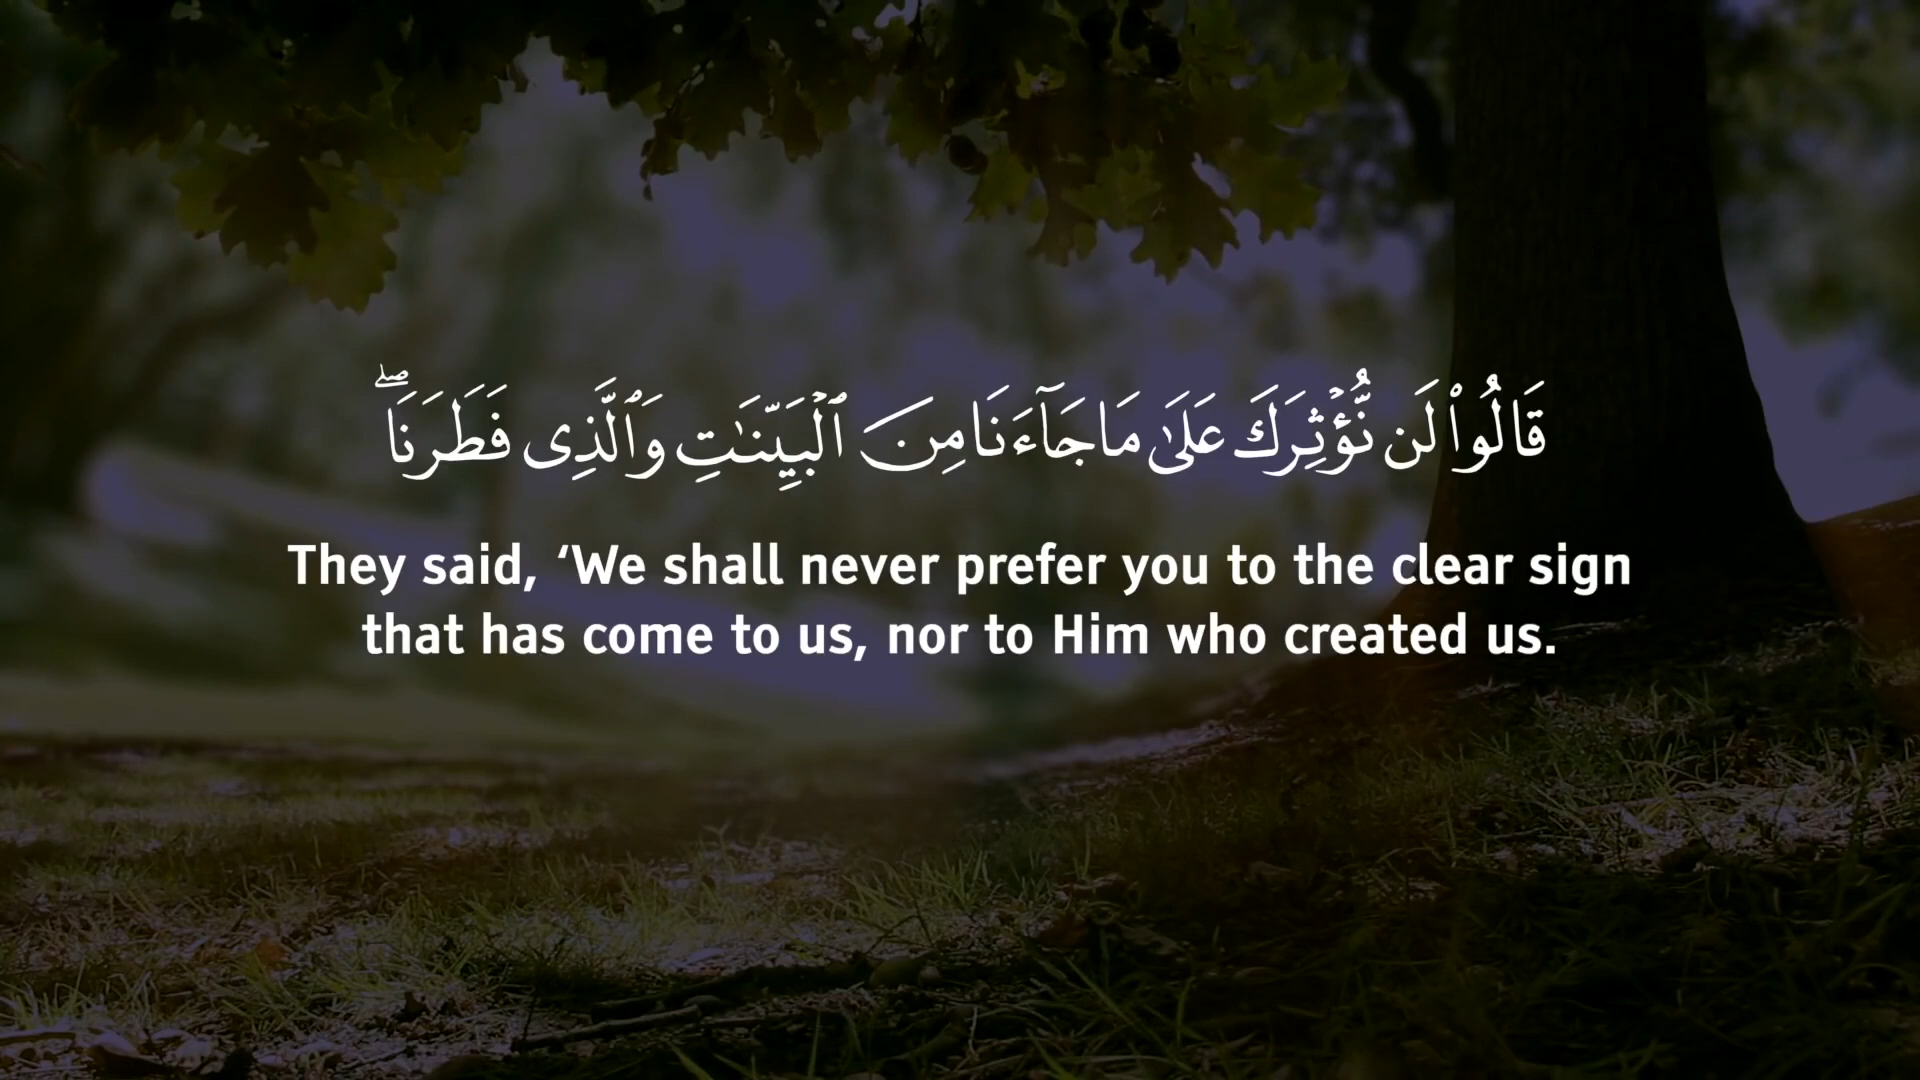 قَالُوا۟ لَن نُّؤْثِرَكَ عَلَىٰ مَا جَآءَنَا مِنَ ٱلْبَيِّنَـٰتِ وَٱلَّذِى فَطَرَنَا ۖ
They said, ‘We shall never prefer you to the clear sign
that has come to us, nor to Him who created us.